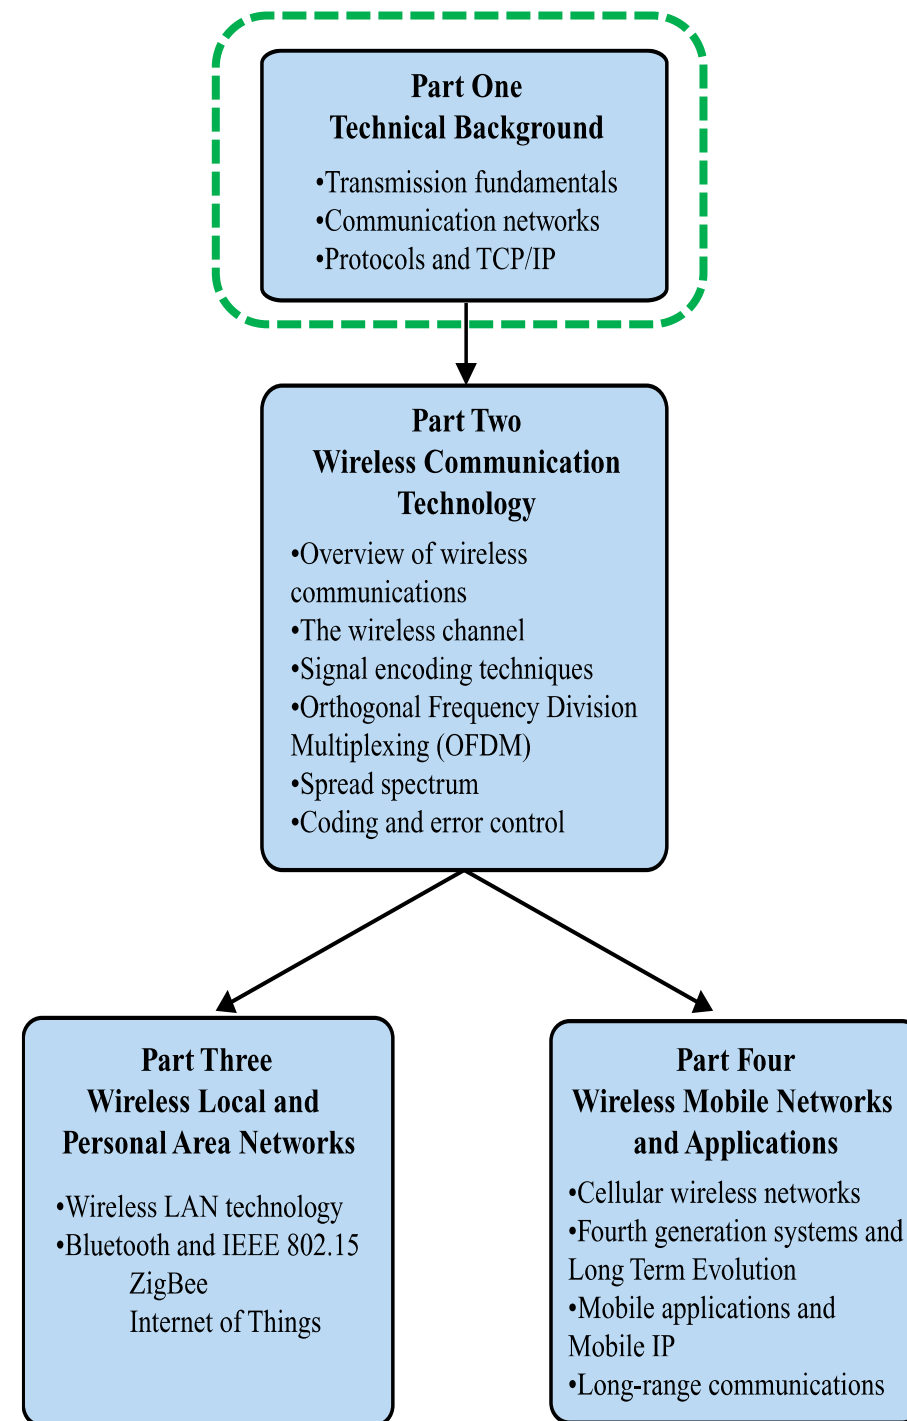 Part One
Technical Background
•Transmission fundamentals
•Communication networks
•Protocols and TCP/IP
Part Two
Wireless Communication
Technology
•Overview of wireless
communications
•The wireless channel
•Signal encoding techniques
•Orthogonal Frequency Division
Multiplexing (OFDM)
•Spread spectrum
•Coding and error control
Part Three
Wireless Local and
Personal Area Networks
•Wireless LAN technology
•Bluetooth and IEEE 802.15
ZigBee
Internet of Things
Part Four
Wireless Mobile Networks
and Applications
•Cellular wireless networks
•Fourth generation systems and
Long Term Evolution
•Mobile applications and
Mobile IP
•Long-range communications